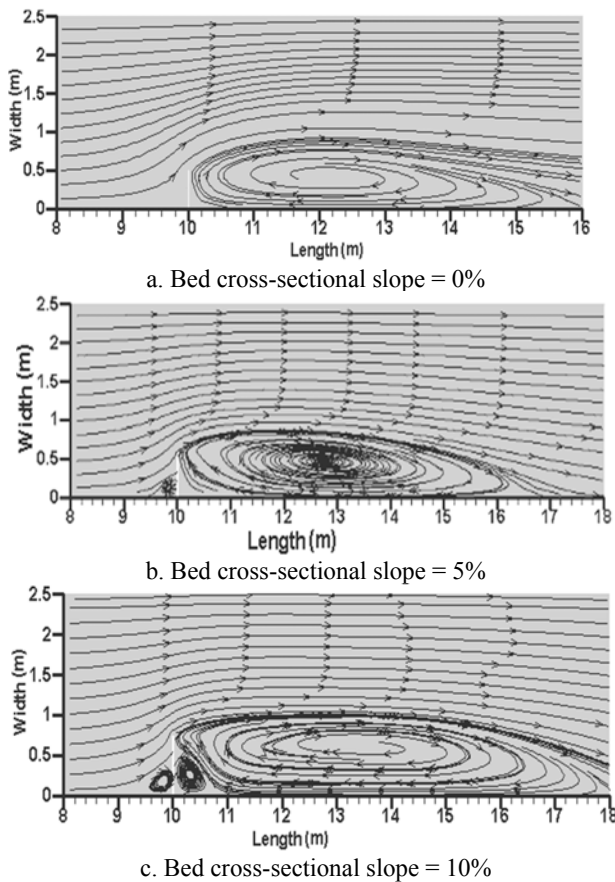 2.5
2
1.5
1
0.5
0
Width (m)
8 9 10 11 12 13 14 15 16
Length (m)
a. Bed cross-sectional slope = 0%
2.5
2
1.5
1
0.5
0
Width (m)
8 9 10 11 12 13 14 15 16 17 18
Length (m)
b. Bed cross-sectional slope = 5%
2.5
2
1.5
1
0.5
0
Width (m)
8 9 10 11 12 13 14 15 16 17 18
Length (m)
c. Bed cross-sectional slope = 10%